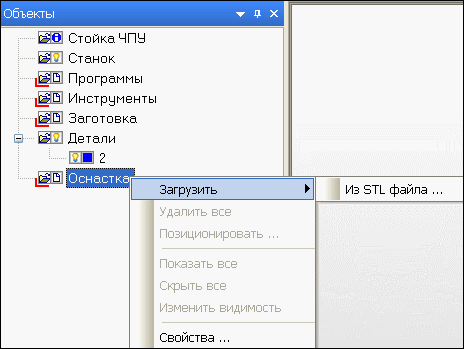 Объекты
Стойка ЧПУ
Станок
Программы
Инструменты
Заготовка
Детали
2
Оснастка
Загрузить
Из STL файла ...
Удалить все
Позиционировать ...
Показать все
Скрыть все
Изменить видимость
Свойства ...